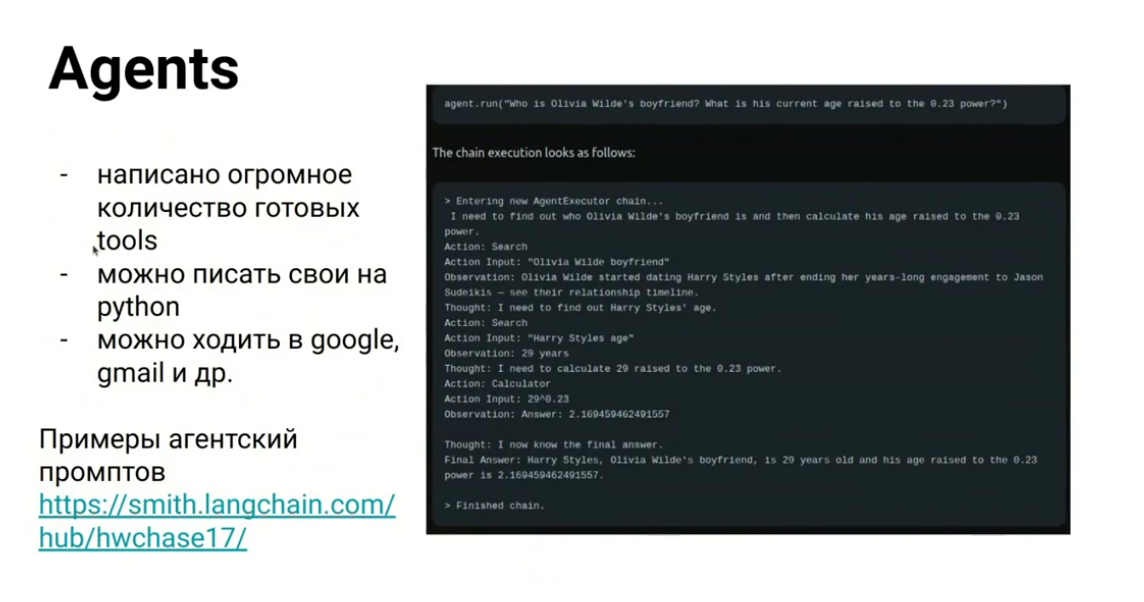 Agents
- написано огромное
количество готовых
tools
- можно писать свои на
python
- можно ходить в google,
gmail и др.
Примеры агентский
промптов
https://smith.langchain.com/
hub/hwchase17/
agent.run("Who is Olivia Wilde's boyfriend? What is his current age raised to the 0.23 power?")
The chain execution looks as follows:
> Entering new AgentExecutor chain...
I need to find out who Olivia Wilde's boyfriend is and then calculate his age raised to the 0.23
power.
Action: Search
Action Input: "Olivia Wilde boyfriend"
Observation: Olivia Wilde started dating Harry Styles after ending her years-long engagement to Jason
Sudeikis — see their relationship timeline.
Thought: I need to find out Harry Styles' age.
Action: Search
Action Input: "Harry Styles age"
Observation: 29 years
Thought: I need to calculate 29 raised to the 0.23 power.
Action: Calculator
Action Input: 29^0.23
Observation: Answer: 2.169459462491557
Thought: I now know the final answer.
Final Answer: Harry Styles, Olivia Wilde's boyfriend, is 29 years old and his age raised to the 0.23
power is 2.169459462491557.
> Finished chain.